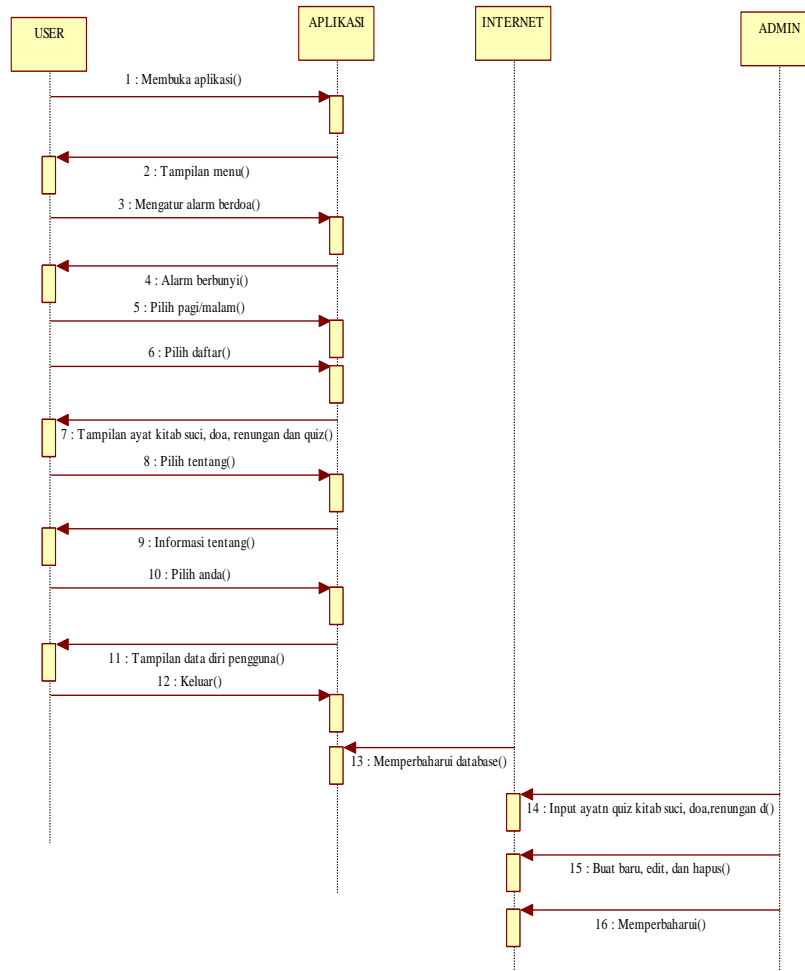 USER
APLIKASI
INTERNET
ADMIN
1 : Membuka aplikasi()
2 : Tampilan menu()
3 : Mengatur alarm berdoa()
4 : Alarm berbunyi()
5 : Pilih pagi/malam()
6 : Pilih daftar()
7 : Tampilan ayat kitab suci, doa, renungan dan quiz()
8 : Pilih tentang()
9 : Informasi tentang()
10 : Pilih anda()
11 : Tampilan data diri pengguna()
12 : Keluar()
13 : Memperbaharui database()
14 : Input ayatn quiz kitab suci, doa,renungan d()
15 : Buat baru, edit, dan hapus()
16 : Memperbaharui()